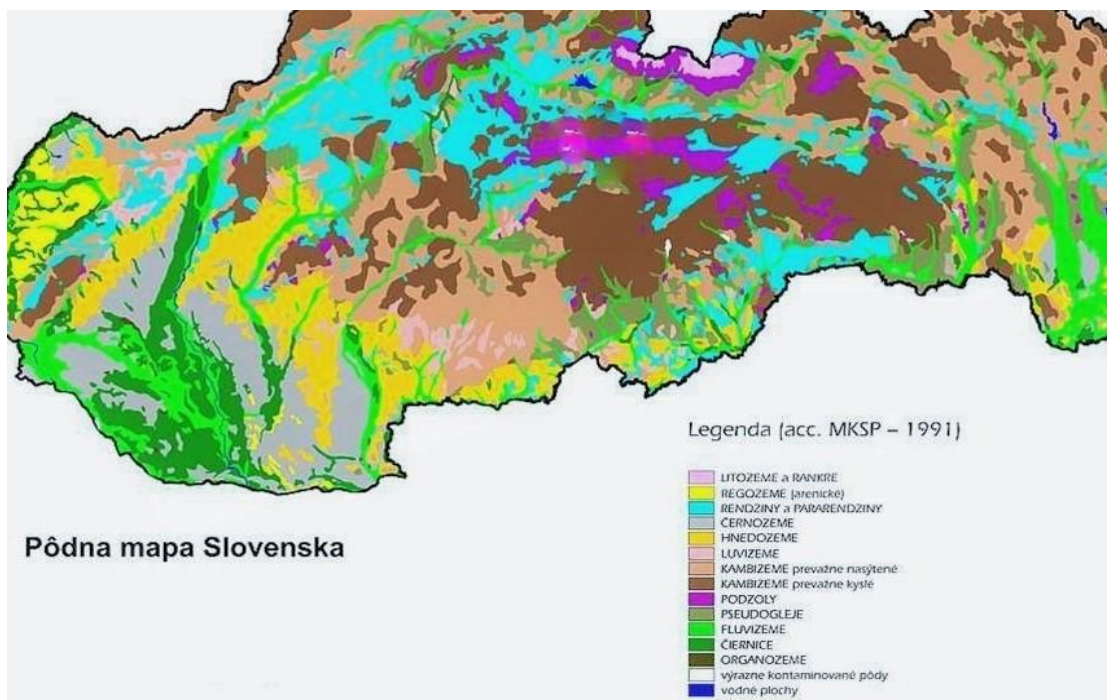 Legenda (acc. MKSP – 1991)
LITOZEME a RANKRE
REGOZEME (arenické)
RENDZINY a PARARENDZINY
ČERNOZEME
HNEDOZEME
LUVIZEME
KAMBIZEME prevažne nasýtené
KAMBIZEME prevažne kyslé
PODZOLY
PSEUDOGLEJE
FLUVIZEME
ČIERNICE
ORGANOZEME
výrazne kontaminované pôdy
vodné plochy
Pôdna mapa Slovenska